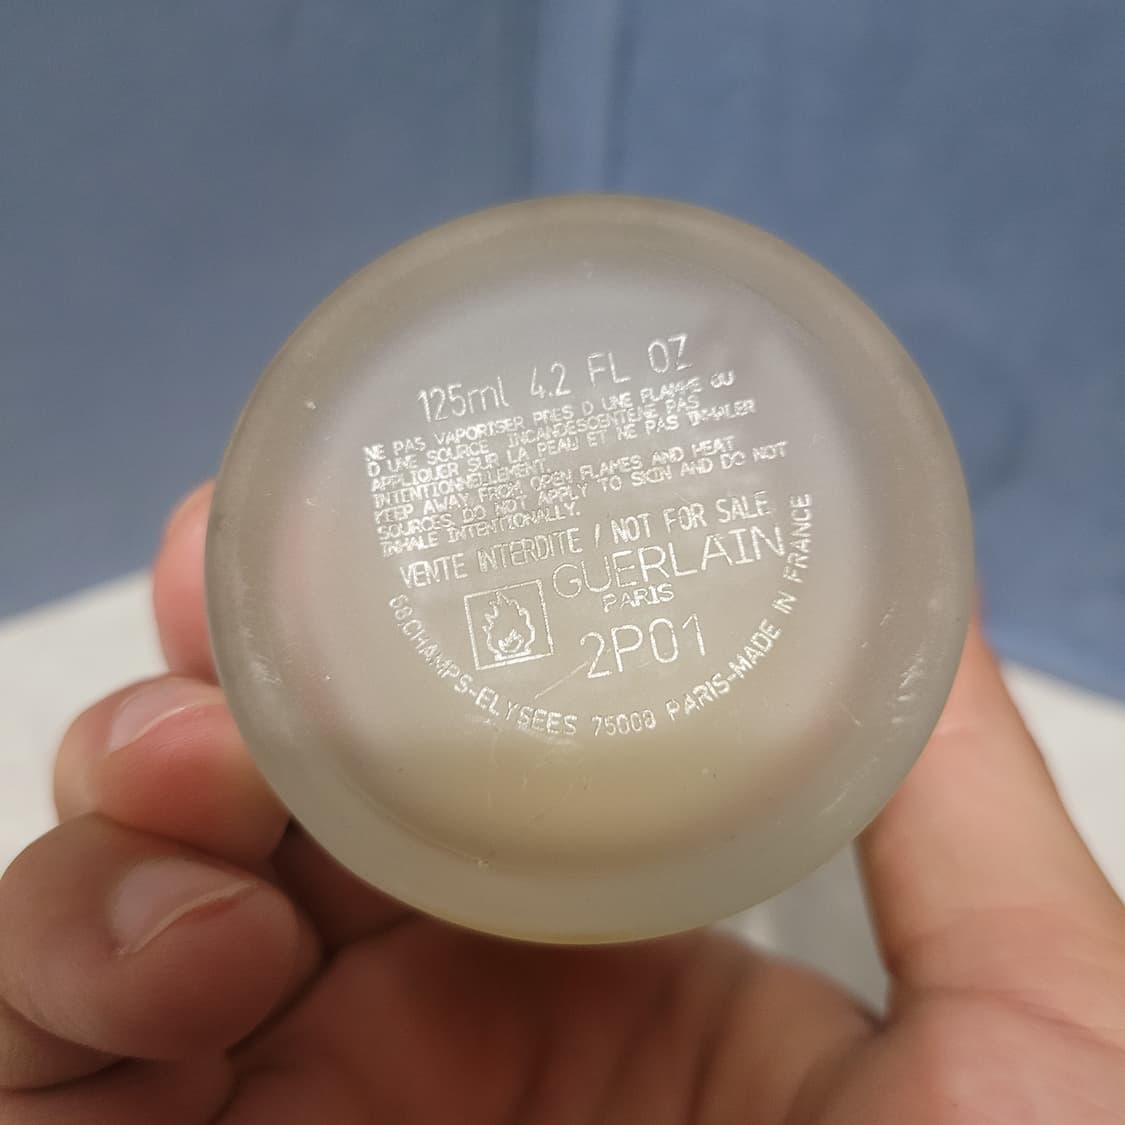 125ml 4.2 FL OZ
NE PAS VAPORISER PRES D UNE FLAMME OU
D UNE SOURCE INCANDESCENTE.NE PAS
APPLIQUER SUR LA PEAU ET NE PAS INHALER
INTENTIONNELLEMENT.
KEEP AWAY FROM OPEN FLAMES AND HEAT
SOURCES. DO NOT APPLY TO SKIN AND DO NOT
INHALE INTENTIONALLY.
VENTE INTERDITE / NOT FOR SALE
GUERLAIN
PARIS
2P01
68,CHAMPS-ELYSEES 75008 PARIS-MADE IN FRANCE